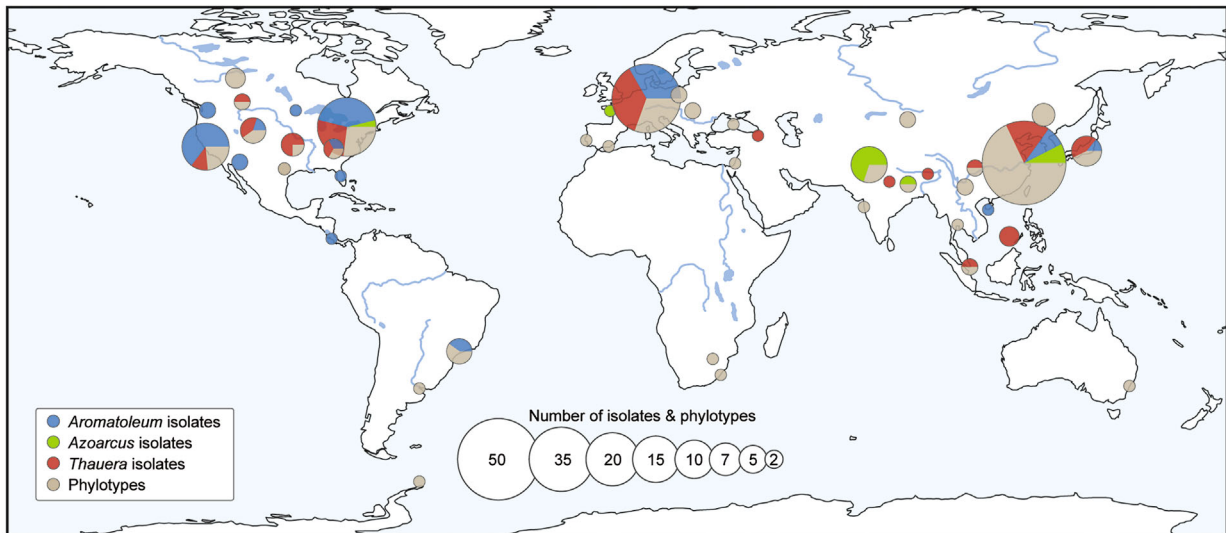 Aromatoleum isolates
Azoarcus isolates
Thauera isolates
Phylotypes
Number of isolates & phylotypes
50 35 20 15 10 7 5 2